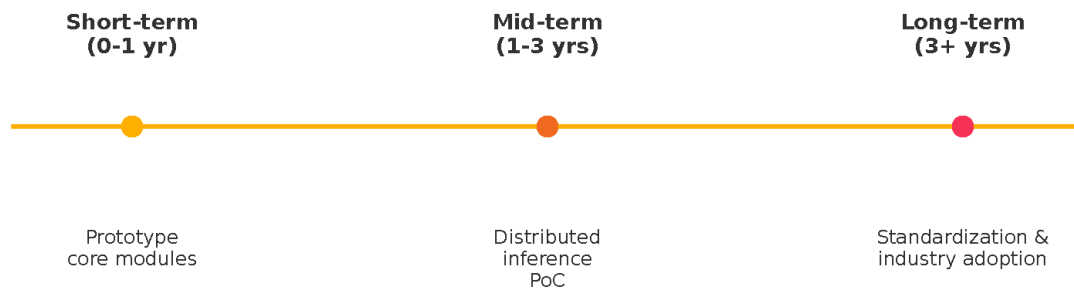 Short-term
(0-1 yr)
Mid-term
(1-3 yrs)
Long-term
(3+ yrs)
Prototype
core modules
Distributed
inference
PoC
Standardization &
industry adoption